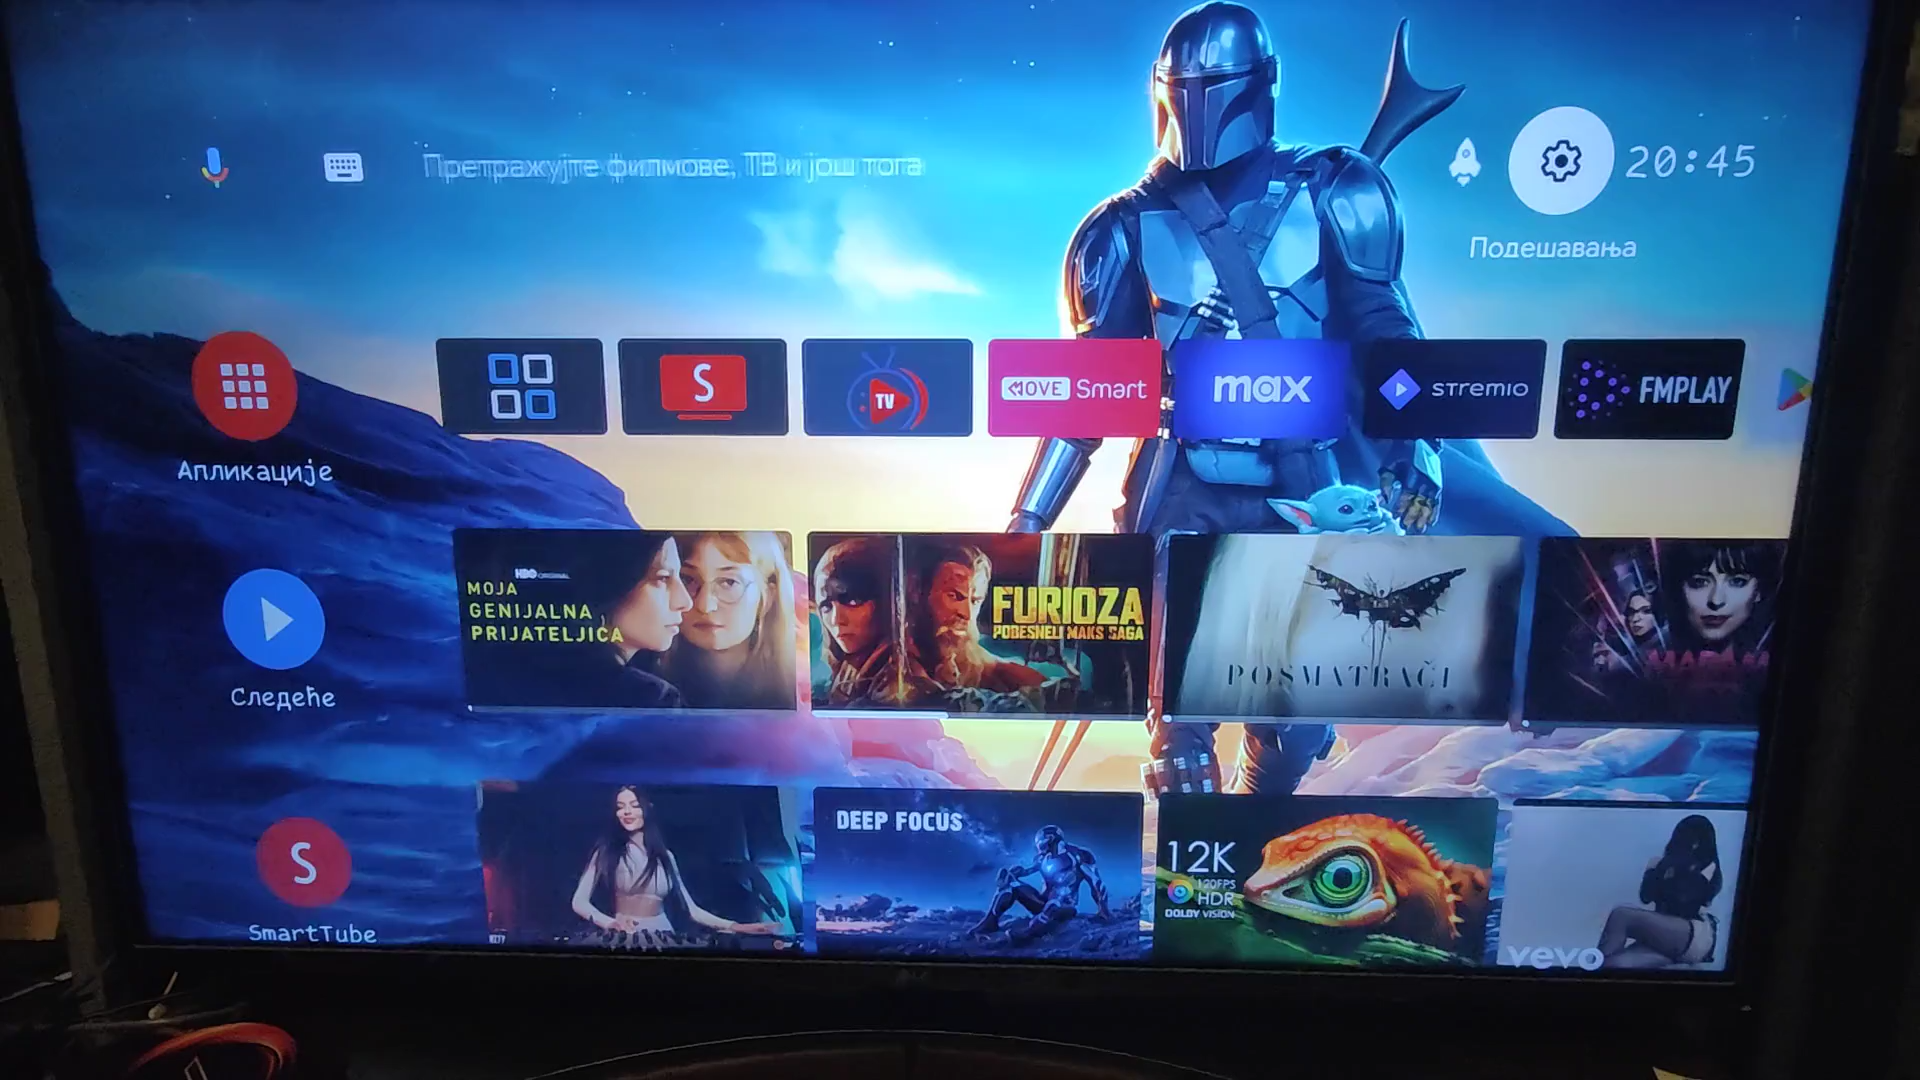 Претражујте филмове, ТВ и још тога
20:45
Подешавања
S
TV
MOVE Smart
max
STREMIO
FMPLAY
Апликације
HBO ORIGINAL
MOJA
GENIJALNA
PRIJATELJICA
FURIOZA
PODESNELI MAKS SAGA
POSMATRAČI
Следеће
DEEP FOCUS
12K
120FPS
HDR
DOLBY VISION
vevo
S
SmartTube